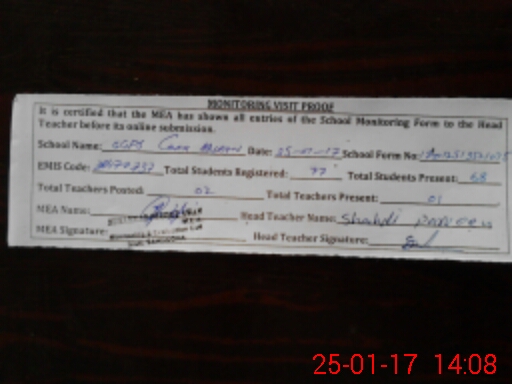 MONITORING VISIT PROOF
It is certified that the MEA has shown all entries of the School Monitoring Form to the Head
Teacher before its online submission.
School Name: GGPS Date: 25-01-17 School Form No:
EMIS Code: Total Students Registered: 77 Total Students Present: 68
Total Teachers Posted: 02 Total Teachers Present: 01
MEA Name: Head Teacher Name: Shahdi Parveen
MEA Signature: Head Teacher Signature:
25-01-17 14:08